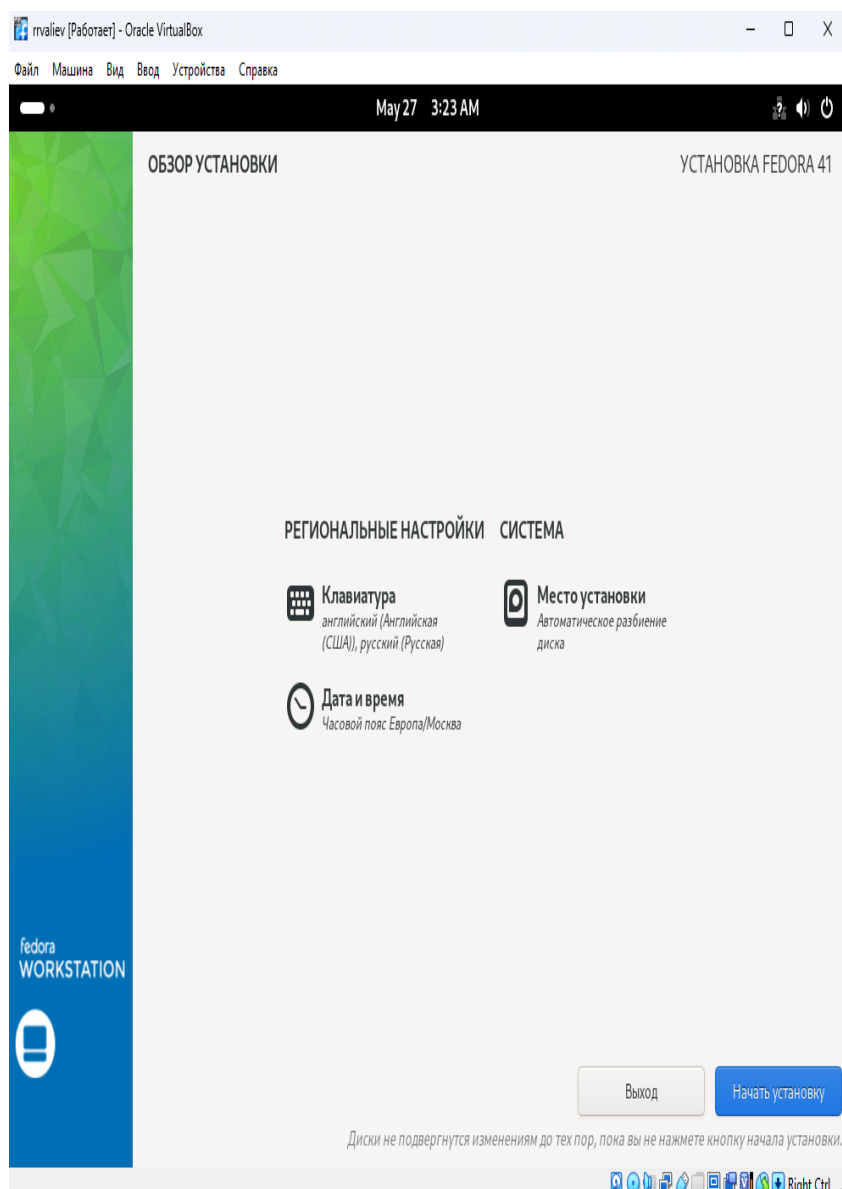 rrvaliev [Работает] - Oracle VirtualBox
Файл Машина Вид Ввод Устройства Справка
May 27 3:23 AM
ОБЗОР УСТАНОВКИ
УСТАНОВКА FEDORA 41
РЕГИОНАЛЬНЫЕ НАСТРОЙКИ
Клавиатура
английский (Английская
(США)), русский (Русская)
Дата и время
Часовой пояс Европа/Москва
СИСТЕМА
Место установки
Автоматическое разбиение
диска
fedora
WORKSTATION
Выход
Начать установку
Диски не подвергнутся изменениям до тех пор, пока вы не нажмете кнопку начала установки.
Right Ctrl